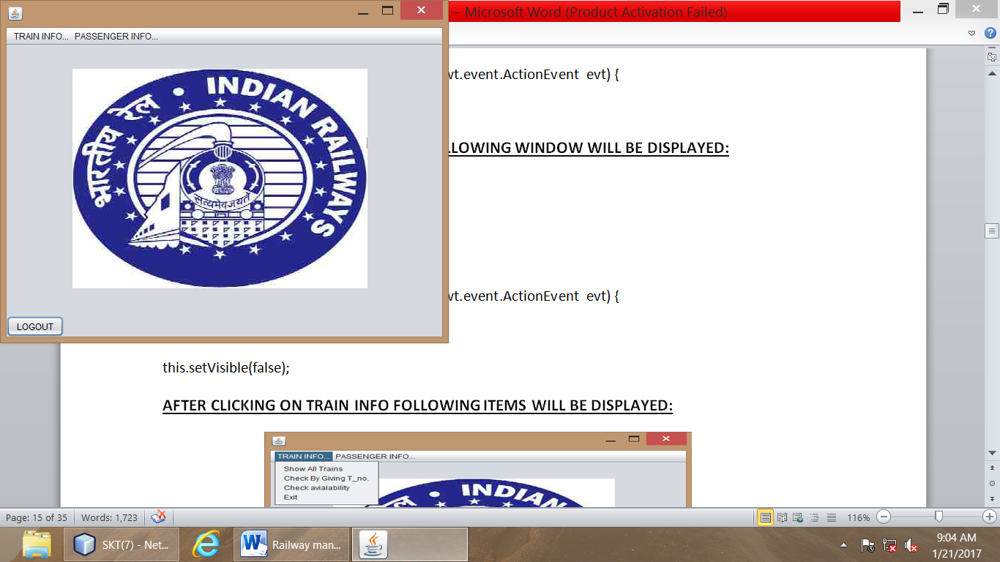 - Microsoft Word (Product Activation Failed)
TRAIN INFO... PASSENGER INFO...
भारतीय रेल • INDIAN RAILWAYS
सत्यमेव जयते
LOGOUT
wt.event.ActionEvent evt) {
LLOWING WINDOW WILL BE DISPLAYED:
wt.event.ActionEvent evt) {
this.setVisible(false);
AFTER CLICKING ON TRAIN INFO FOLLOWING ITEMS WILL BE DISPLAYED:
TRAIN INFO... PASSENGER INFO...
Show All Trains
Check By Giving T_no.
Check avialability
Exit
रेल • INDIAN
Page: 15 of 35 Words: 1,723 116%
SKT(7) - Net... Railway man...
9:04 AM
1/21/2017